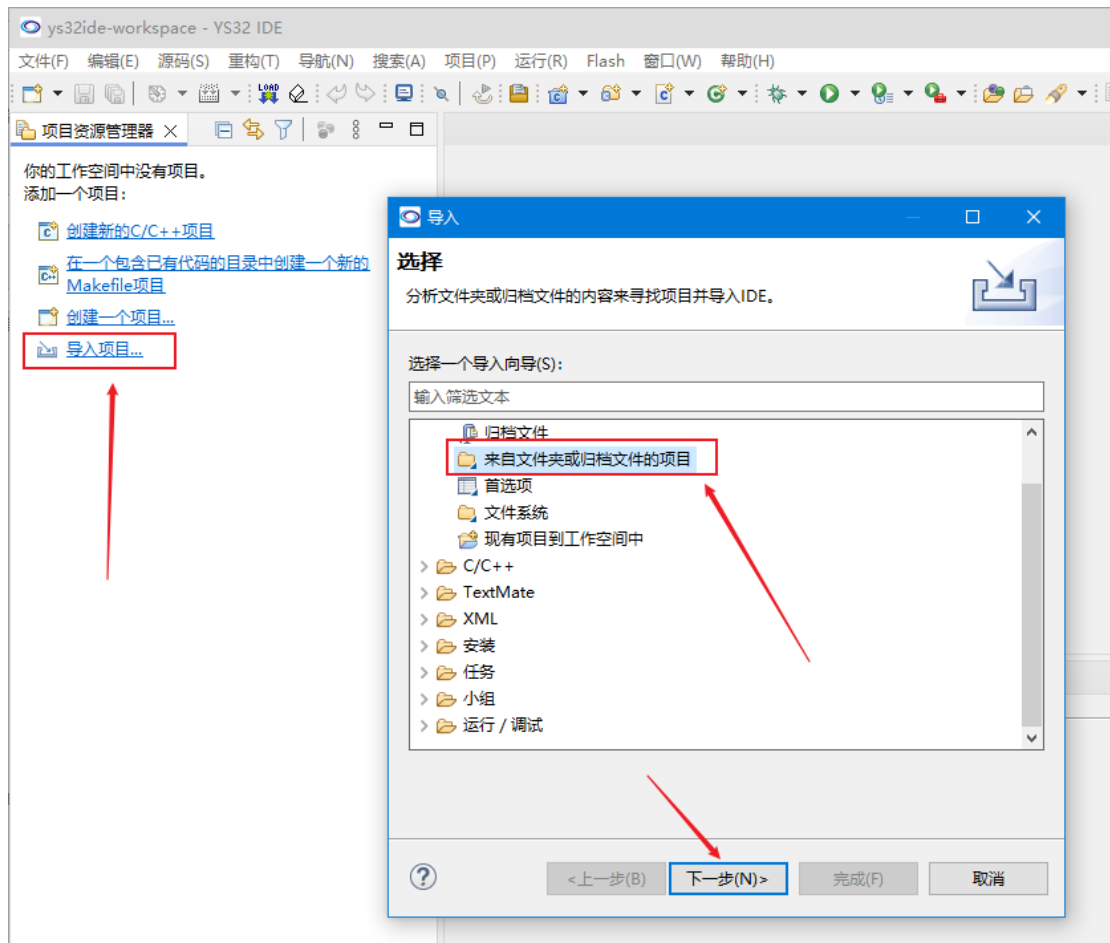 ys32ide-workspace - YS32 IDE
文件(F) 编辑(E) 源码(S) 重构(T) 导航(N) 搜索(A) 项目(P) 运行(R) Flash 窗口(W) 帮助(H)
项目资源管理器
你的工作空间中没有项目。
添加一个项目:
创建新的C/C++项目
在一个包含已有代码的目录中创建一个新的
Makefile项目
创建一个项目...
导入项目...
导入
选择
分析文件夹或归档文件的内容来寻找项目并导入IDE。
选择一个导入向导(S):
输入筛选文本
归档文件
来自文件夹或归档文件的项目
首选项
文件系统
现有项目到工作空间中
C/C++
TextMate
XML
安装
任务
小组
运行 / 调试
<上一步(B) 下一步(N)> 完成(F) 取消